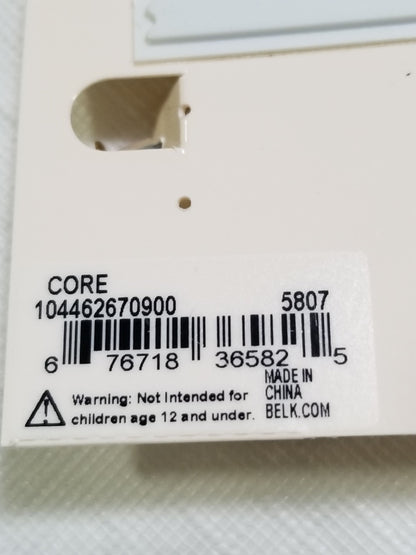 CORE
104462670900 5807
6 76718 36582 5
MADE IN
Warning: Not Intended for CHINA
children age 12 and under. BELK.COM